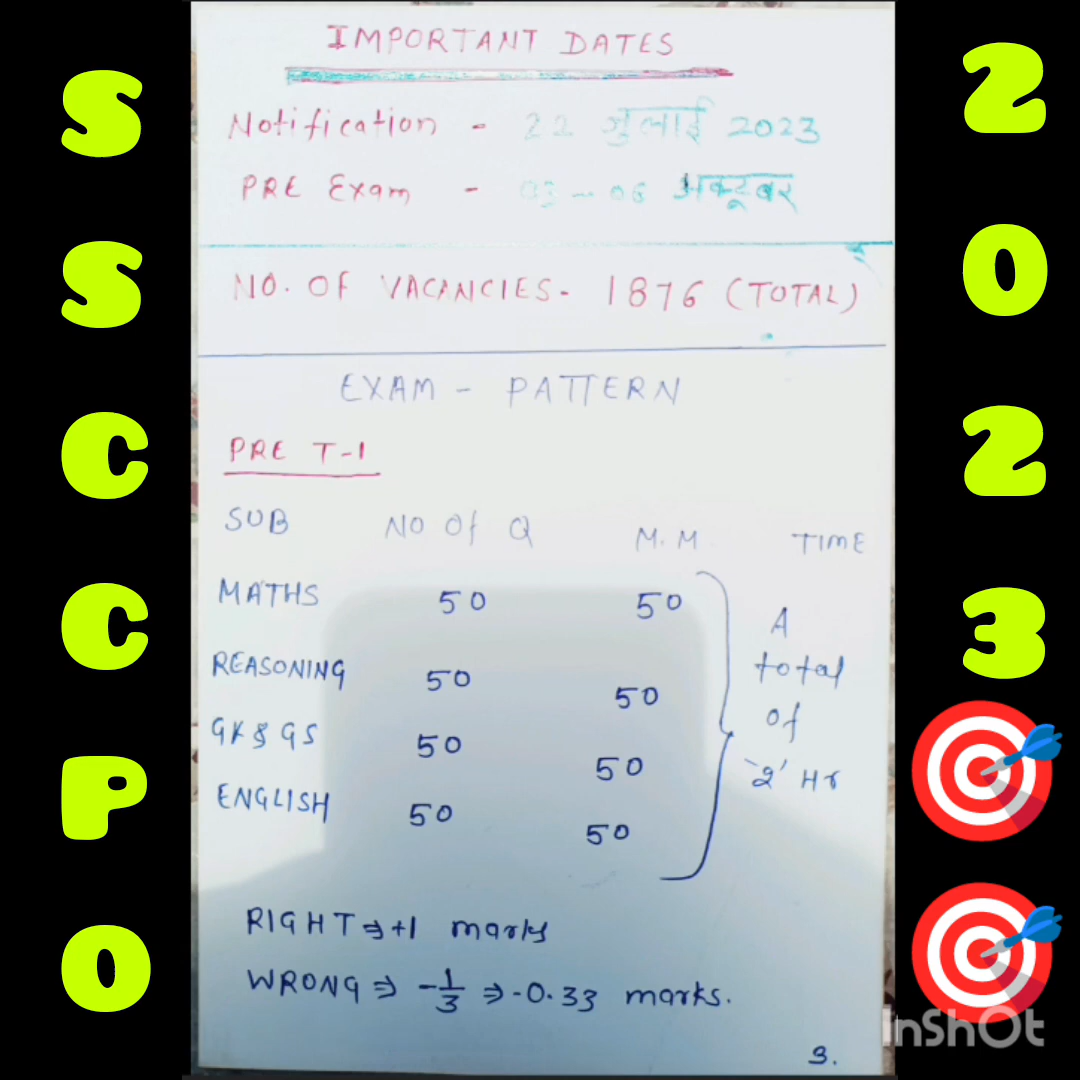 SSCCPO
IMPORTANT DATES
Notification - 22 जुलाई 2023
PRE Exam - 03-06 अक्टूबर
NO. OF VACANCIES- 1876 (TOTAL)
EXAM - PATTERN
PRE T-1
SUB NO Of Q M.M TIME
MATHS 50 50
REASONING 50 50
GK & GS 50 50
ENGLISH 50 50
A
total
of
'2' Hr
RIGHT ⇒ +1 marks
WRONG ⇒ -1/3 ⇒ -0.33 marks.
3.
2023
InShOt